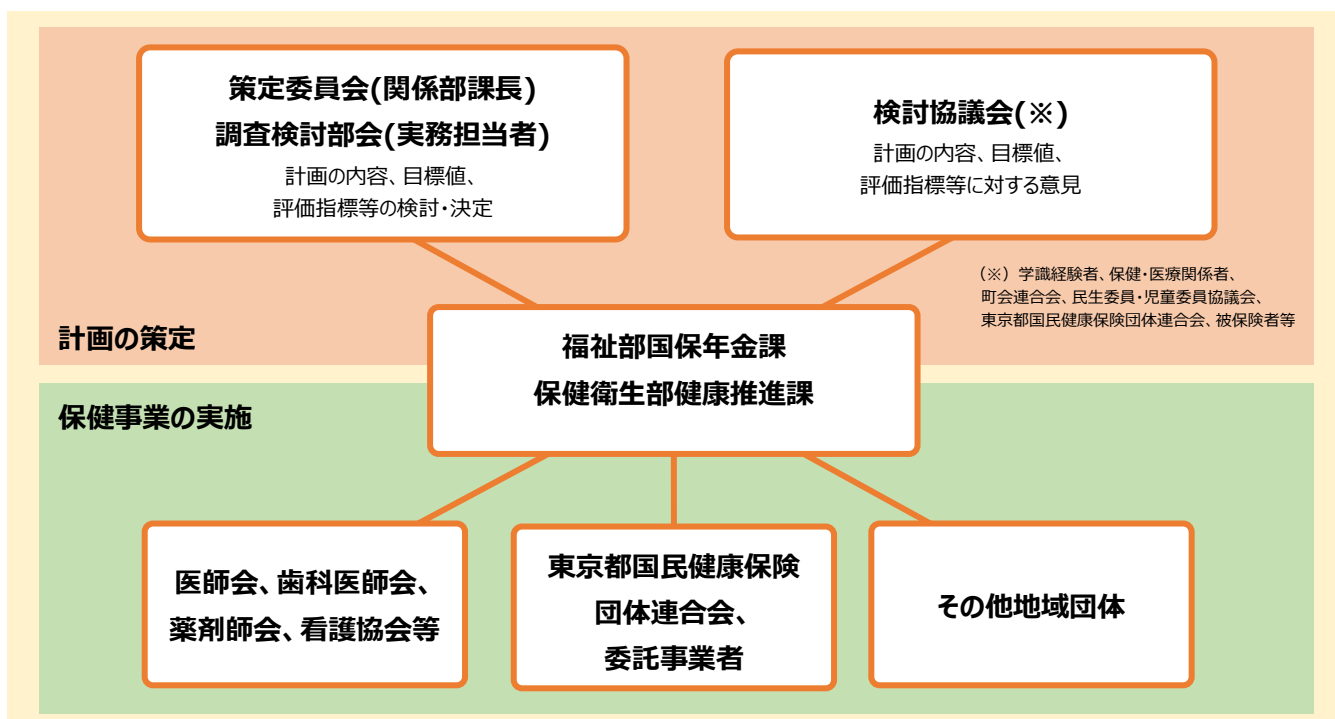 策定委員会(関係部課長)
調査検討部会(実務担当者)
計画の内容、目標値、
評価指標等の検討・決定
検討協議会(※)
計画の内容、目標値、
評価指標等に対する意見
(※) 学識経験者、保健・医療関係者、
町会連合会、民生委員・児童委員協議会、
東京都国民健康保険団体連合会、被保険者等
計画の策定
福祉部国保年金課
保健衛生部健康推進課
保健事業の実施
医師会、歯科医師会、
薬剤師会、看護協会等
東京都国民健康保険
団体連合会、
委託事業者
その他地域団体